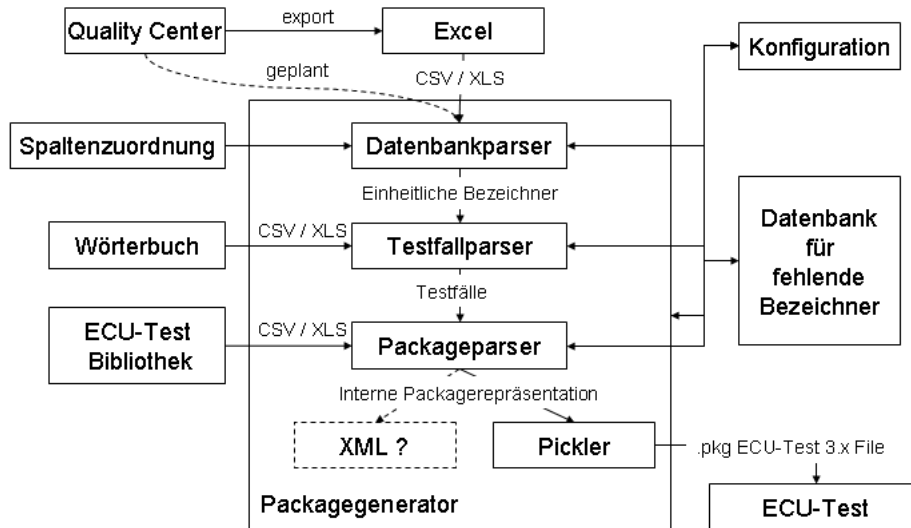 Quality Center
export
Excel
Konfiguration
geplant
CSV / XLS
Spaltenzuordnung
Datenbankparser
Einheitliche Bezeichner
Datenbank
für
fehlende
Bezeichner
Wörterbuch
CSV / XLS
Testfallparser
Testfälle
ECU-Test
Bibliothek
CSV / XLS
Packageparser
Interne Packagerepräsentation
XML ?
Pickler
.pkg ECU-Test 3.x File
Packagegenerator
ECU-Test